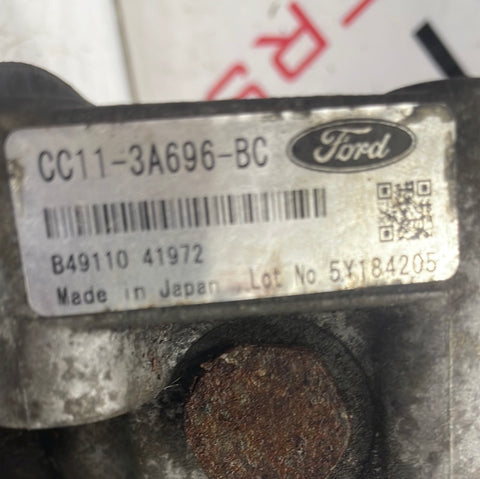 CC11-3A696-BC Ford
B49110 41972
Made in Japan Lot No 5Y184205